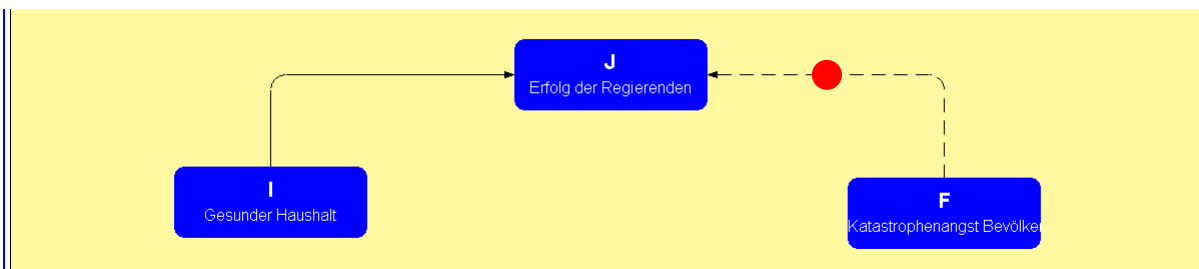 J
Erfolg der Regierenden
I
Gesunder Haushalt
F
Katastrophenangst Bevölker